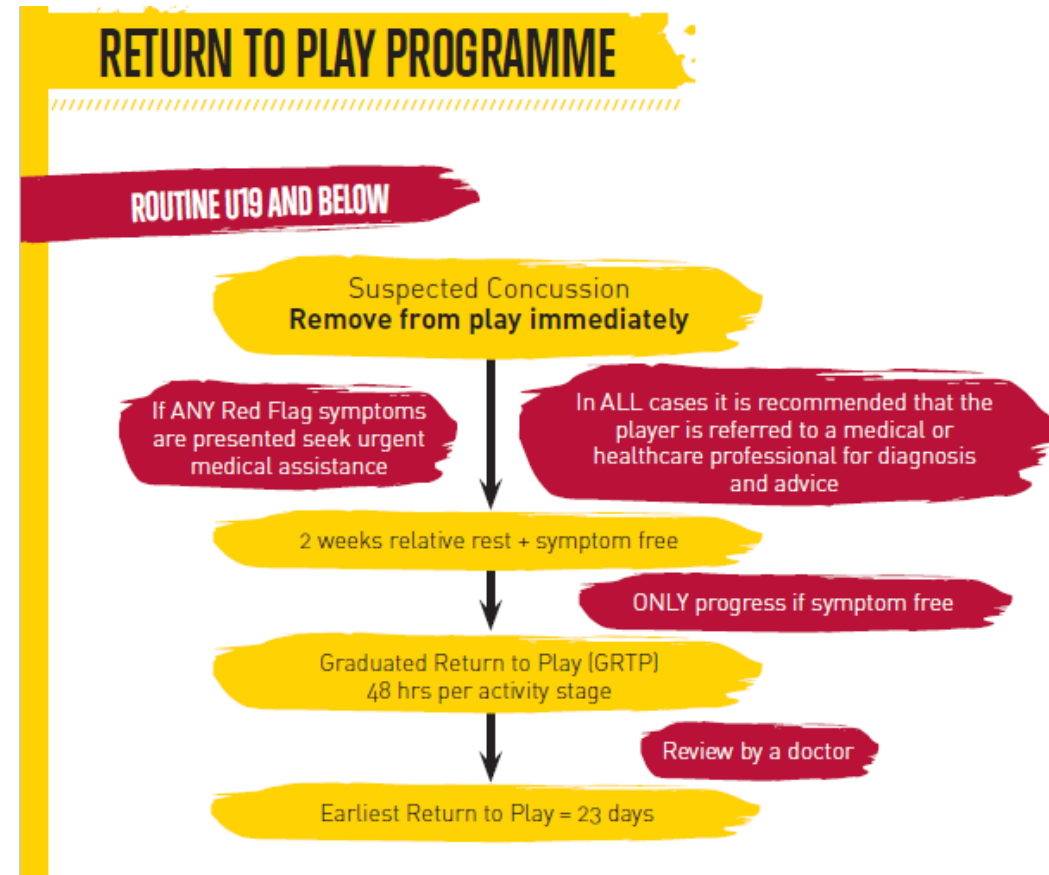 RETURN TO PLAY PROGRAMME
ROUTINE U19 AND BELOW
Suspected Concussion
Remove from play immediately
If ANY Red Flag symptoms
are presented seek urgent
medical assistance
In ALL cases it is recommended that the
player is referred to a medical or
healthcare professional for diagnosis
and advice
2 weeks relative rest + symptom free
ONLY progress if symptom free
Graduated Return to Play (GRTP)
48 hrs per activity stage
Review by a doctor
Earliest Return to Play = 23 days